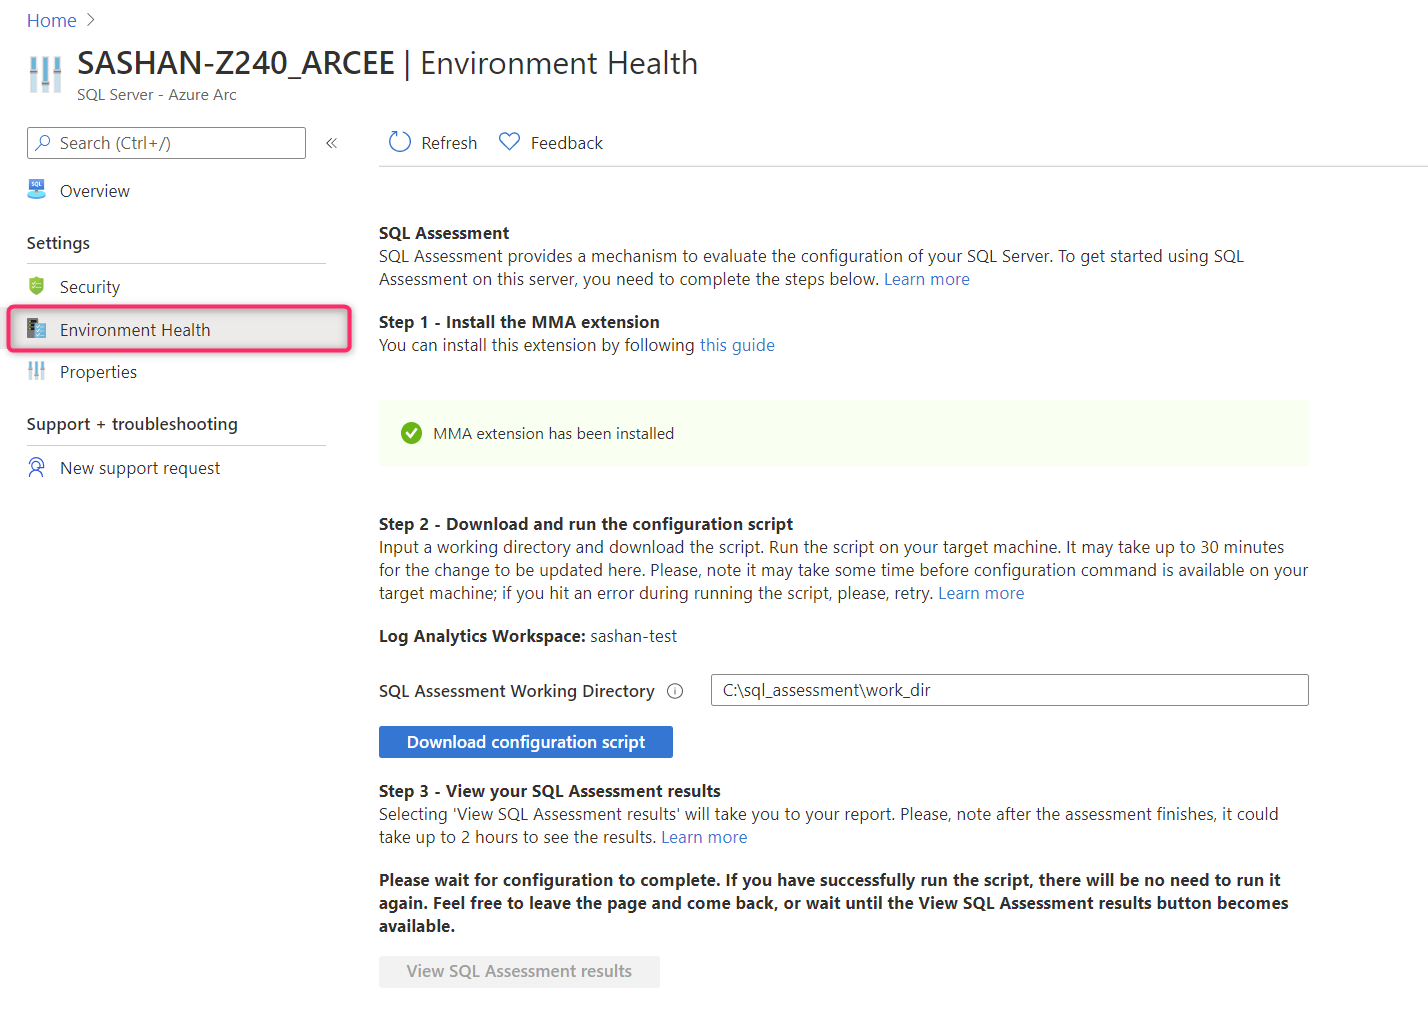 Home
SASHAN-Z240_ARCEE | Environment Health
SQL Server - Azure Arc
Search (Ctrl+/)
«
Refresh
Feedback
Overview
Settings
Security
Environment Health
Properties
Support + troubleshooting
New support request
SQL Assessment
SQL Assessment provides a mechanism to evaluate the configuration of your SQL Server. To get started using SQL
Assessment on this server, you need to complete the steps below. Learn more
Step 1 - Install the MMA extension
You can install this extension by following this guide
MMA extension has been installed
Step 2 - Download and run the configuration script
Input a working directory and download the script. Run the script on your target machine. It may take up to 30 minutes
for the change to be updated here. Please, note it may take some time before configuration command is available on your
target machine; if you hit an error during running the script, please, retry. Learn more
Log Analytics Workspace: sashan-test
SQL Assessment Working Directory
C:\sql_assessment\work_dir
Download configuration script
Step 3 - View your SQL Assessment results
Selecting 'View SQL Assessment results' will take you to your report. Please, note after the assessment finishes, it could
take up to 2 hours to see the results. Learn more
Please wait for configuration to complete. If you have successfully run the script, there will be no need to run it
again. Feel free to leave the page and come back, or wait until the View SQL Assessment results button becomes
available.
View SQL Assessment results